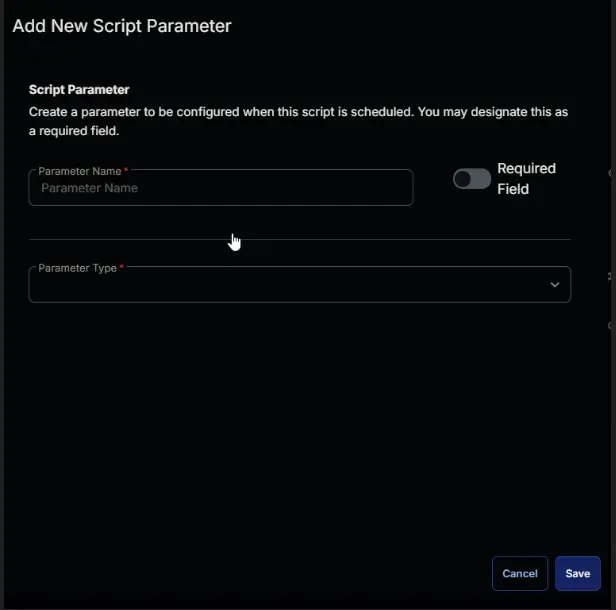 Add New Script Parameter
Script Parameter
Create a parameter to be configured when this script is scheduled. You may designate this as
a required field.
Parameter Name *
Parameter Name
Required
Field
Parameter Type *
Cancel
Save